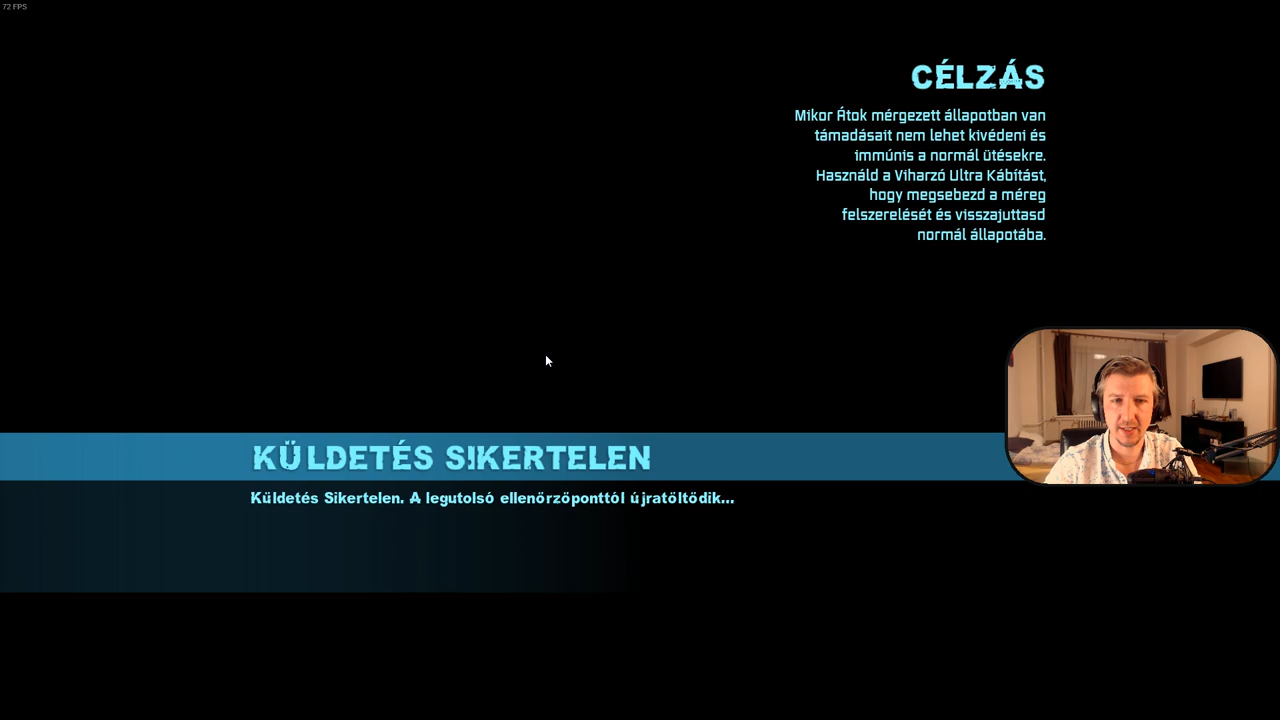 72 FPS
CÉLZÁS
Mikor Átok mérgezett állapotban van
támadásait nem lehet kivédeni és
immúnis a normál ütésekre.
Használd a Viharzó Ultra Kábítást,
hogy megsebezd a méreg
felszerelését és visszajuttasd
normál állapotába.
KÜLDETÉS SIKERTELEN
Küldetés Sikertelen. A legutolsó ellenőrzőponttól újratöltődik...